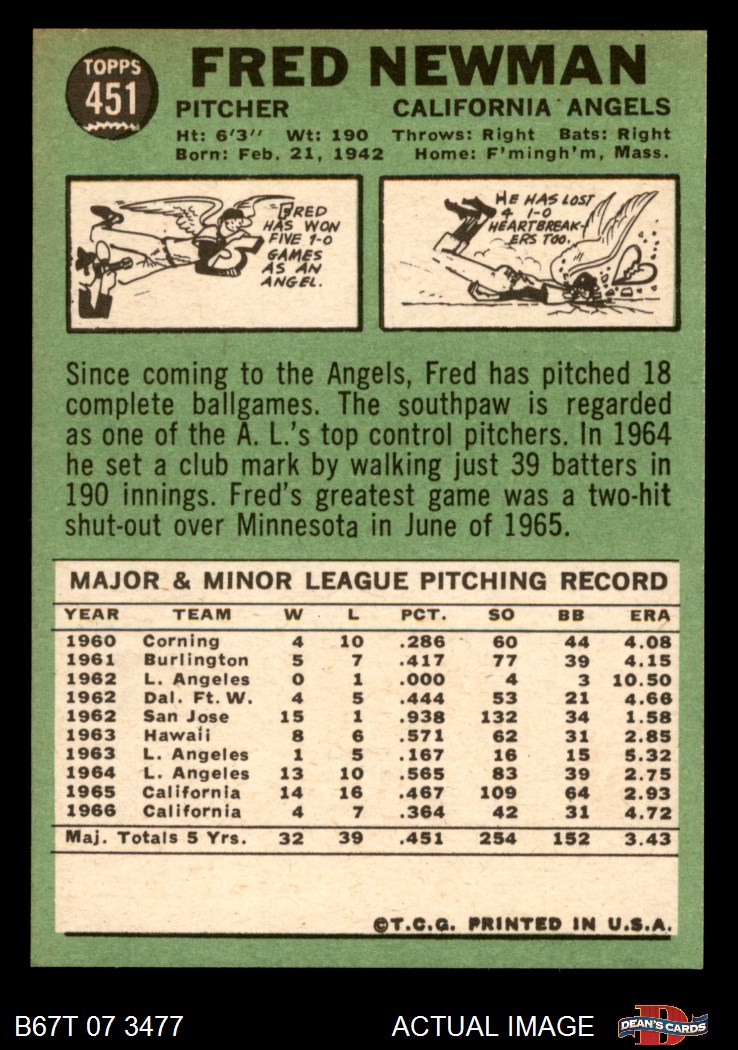 TOPPS
451
FRED NEWMAN
PITCHER CALIFORNIA ANGELS
Ht: 6'3" Wt: 190 Throws: Right Bats: Right
Born: Feb. 21, 1942 Home: F'mingh'm, Mass.
FRED
HAS WON
FIVE 1-0
GAMES
AS AN
ANGEL.
HE HAS LOST
4 1-0
HEARTBREAK-
ERS TOO.
Since coming to the Angels, Fred has pitched 18
complete ballgames. The southpaw is regarded
as one of the A. L.'s top control pitchers. In 1964
he set a club mark by walking just 39 batters in
190 innings. Fred's greatest game was a two-hit
shut-out over Minnesota in June of 1965.
MAJOR & MINOR LEAGUE PITCHING RECORD
YEAR TEAM W L PCT. SO BB ERA
1960 Corning 4 10 .286 60 44 4.08
1961 Burlington 5 7 .417 77 39 4.15
1962 L. Angeles 0 1 .000 4 3 10.50
1962 Dal. Ft. W. 4 5 .444 53 21 4.66
1962 San Jose 15 1 .938 132 34 1.58
1963 Hawaii 8 6 .571 62 31 2.85
1963 L. Angeles 1 5 .167 16 15 5.32
1964 L. Angeles 13 10 .565 83 39 2.75
1965 California 14 16 .467 109 64 2.93
1966 California 4 7 .364 42 31 4.72
Maj. Totals 5 Yrs. 32 39 .451 254 152 3.43
©T.C.G. PRINTED IN U.S.A.
B67T 07 3477 ACTUAL IMAGE DEAN'S CARDS